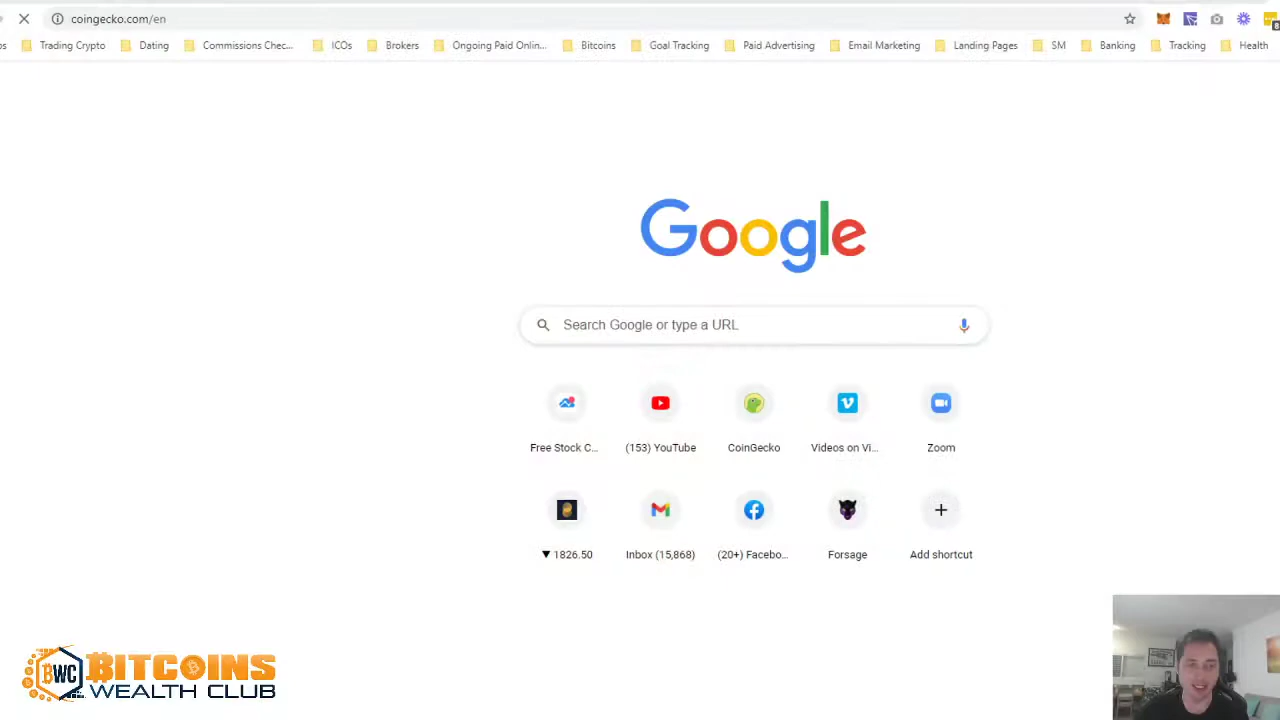 coingecko.com/en
Trading Crypto Dating Commissions Chec... ICOs Brokers Ongoing Paid Onlin... Bitcoins Goal Tracking Paid Advertising Email Marketing Landing Pages SM Banking Tracking Health
Google
Search Google or type a URL
Free Stock C... (153) YouTube CoinGecko Videos on Vi... Zoom
▼ 1826.50 Inbox (15,868) (20+) Facebo... Forsage Add shortcut
BWC BITCOINS
WEALTH CLUB